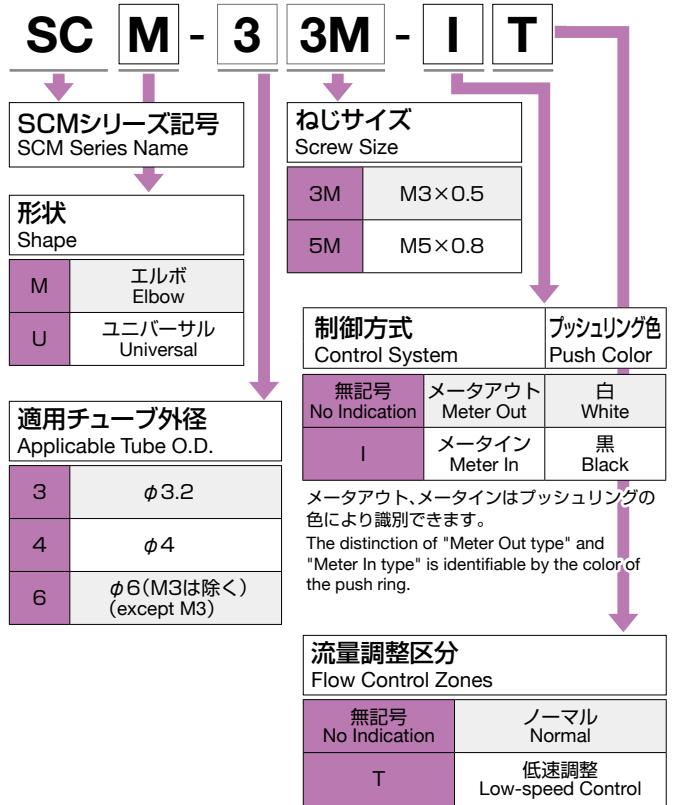 SC M - 3 3M - I T
SCMシリーズ記号
SCM Series Name
形状
Shape
M エルボ
Elbow
U ユニバーサル
Universal
適用チューブ外径
Applicable Tube O.D.
3 φ3.2
4 φ4
6 φ6(M3は除く)
(except M3)
ねじサイズ
Screw Size
3M M3×0.5
5M M5×0.8
制御方式 プッシュリング色
Control System Push Color
無記号 メータアウト 白
No Indication Meter Out White
I メータイン 黒
Meter In Black
メータアウト、メータインはプッシュリングの
色により識別できます。
The distinction of "Meter Out type" and
"Meter In type" is identifiable by the color of
the push ring.
流量調整区分
Flow Control Zones
無記号 ノーマル
No Indication Normal
T 低速調整
Low-speed Control